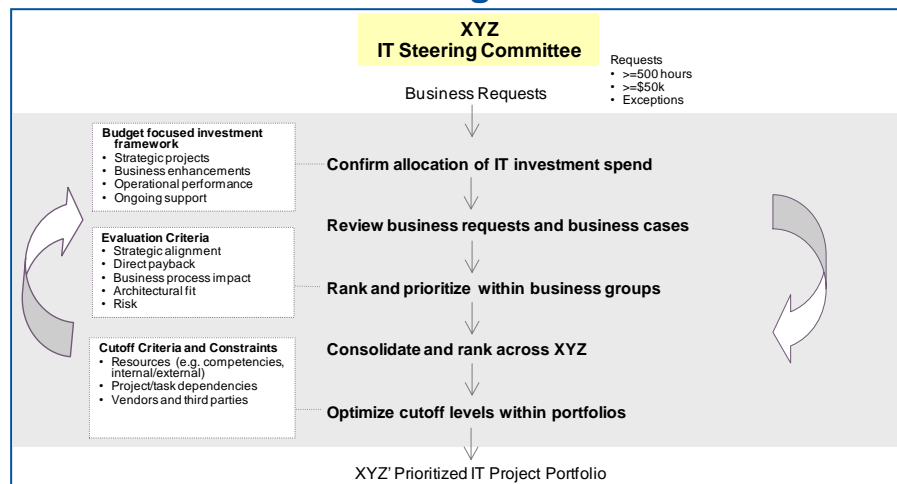 XYZ
IT Steering Committee
Requests
• >=500 hours
• >=$50k
• Exceptions
Business Requests
Budget focused investment
framework
• Strategic projects
• Business enhancements
• Operational performance
• Ongoing support
Confirm allocation of IT investment spend
Review business requests and business cases
Evaluation Criteria
• Strategic alignment
• Direct payback
• Business process impact
• Architectural fit
• Risk
Rank and prioritize within business groups
Consolidate and rank across XYZ
Cutoff Criteria and Constraints
• Resources (e.g. competencies,
internal/external)
• Project/task dependencies
• Vendors and third parties
Optimize cutoff levels within portfolios
XYZ' Prioritized IT Project Portfolio